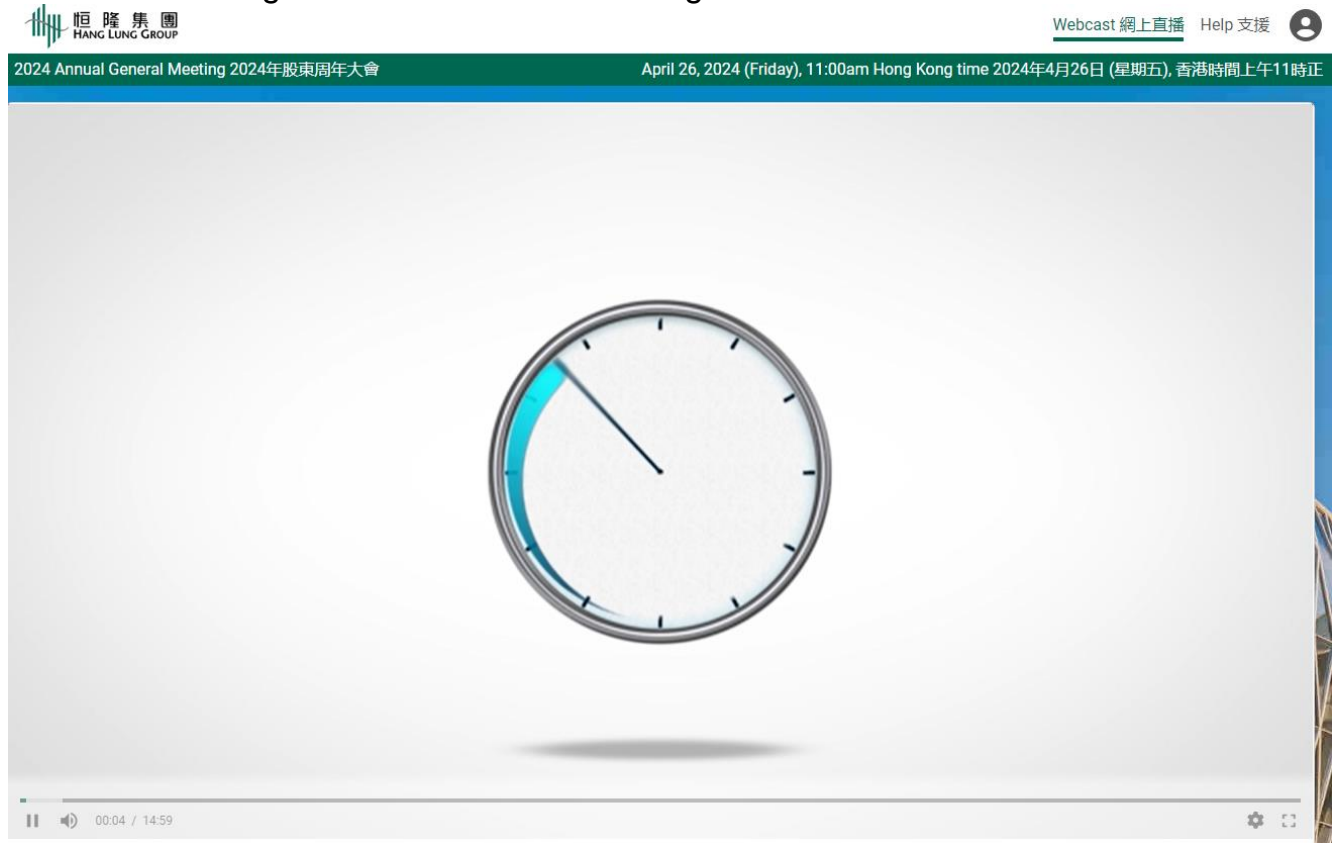 恒隆集團
HANG LUNG GROUP
Webcast 網上直播 Help 支援
2024 Annual General Meeting 2024年股東周年大會 April 26, 2024 (Friday), 11:00am Hong Kong time 2024年4月26日 (星期五), 香港時間上午11時正
00:04 / 14:59